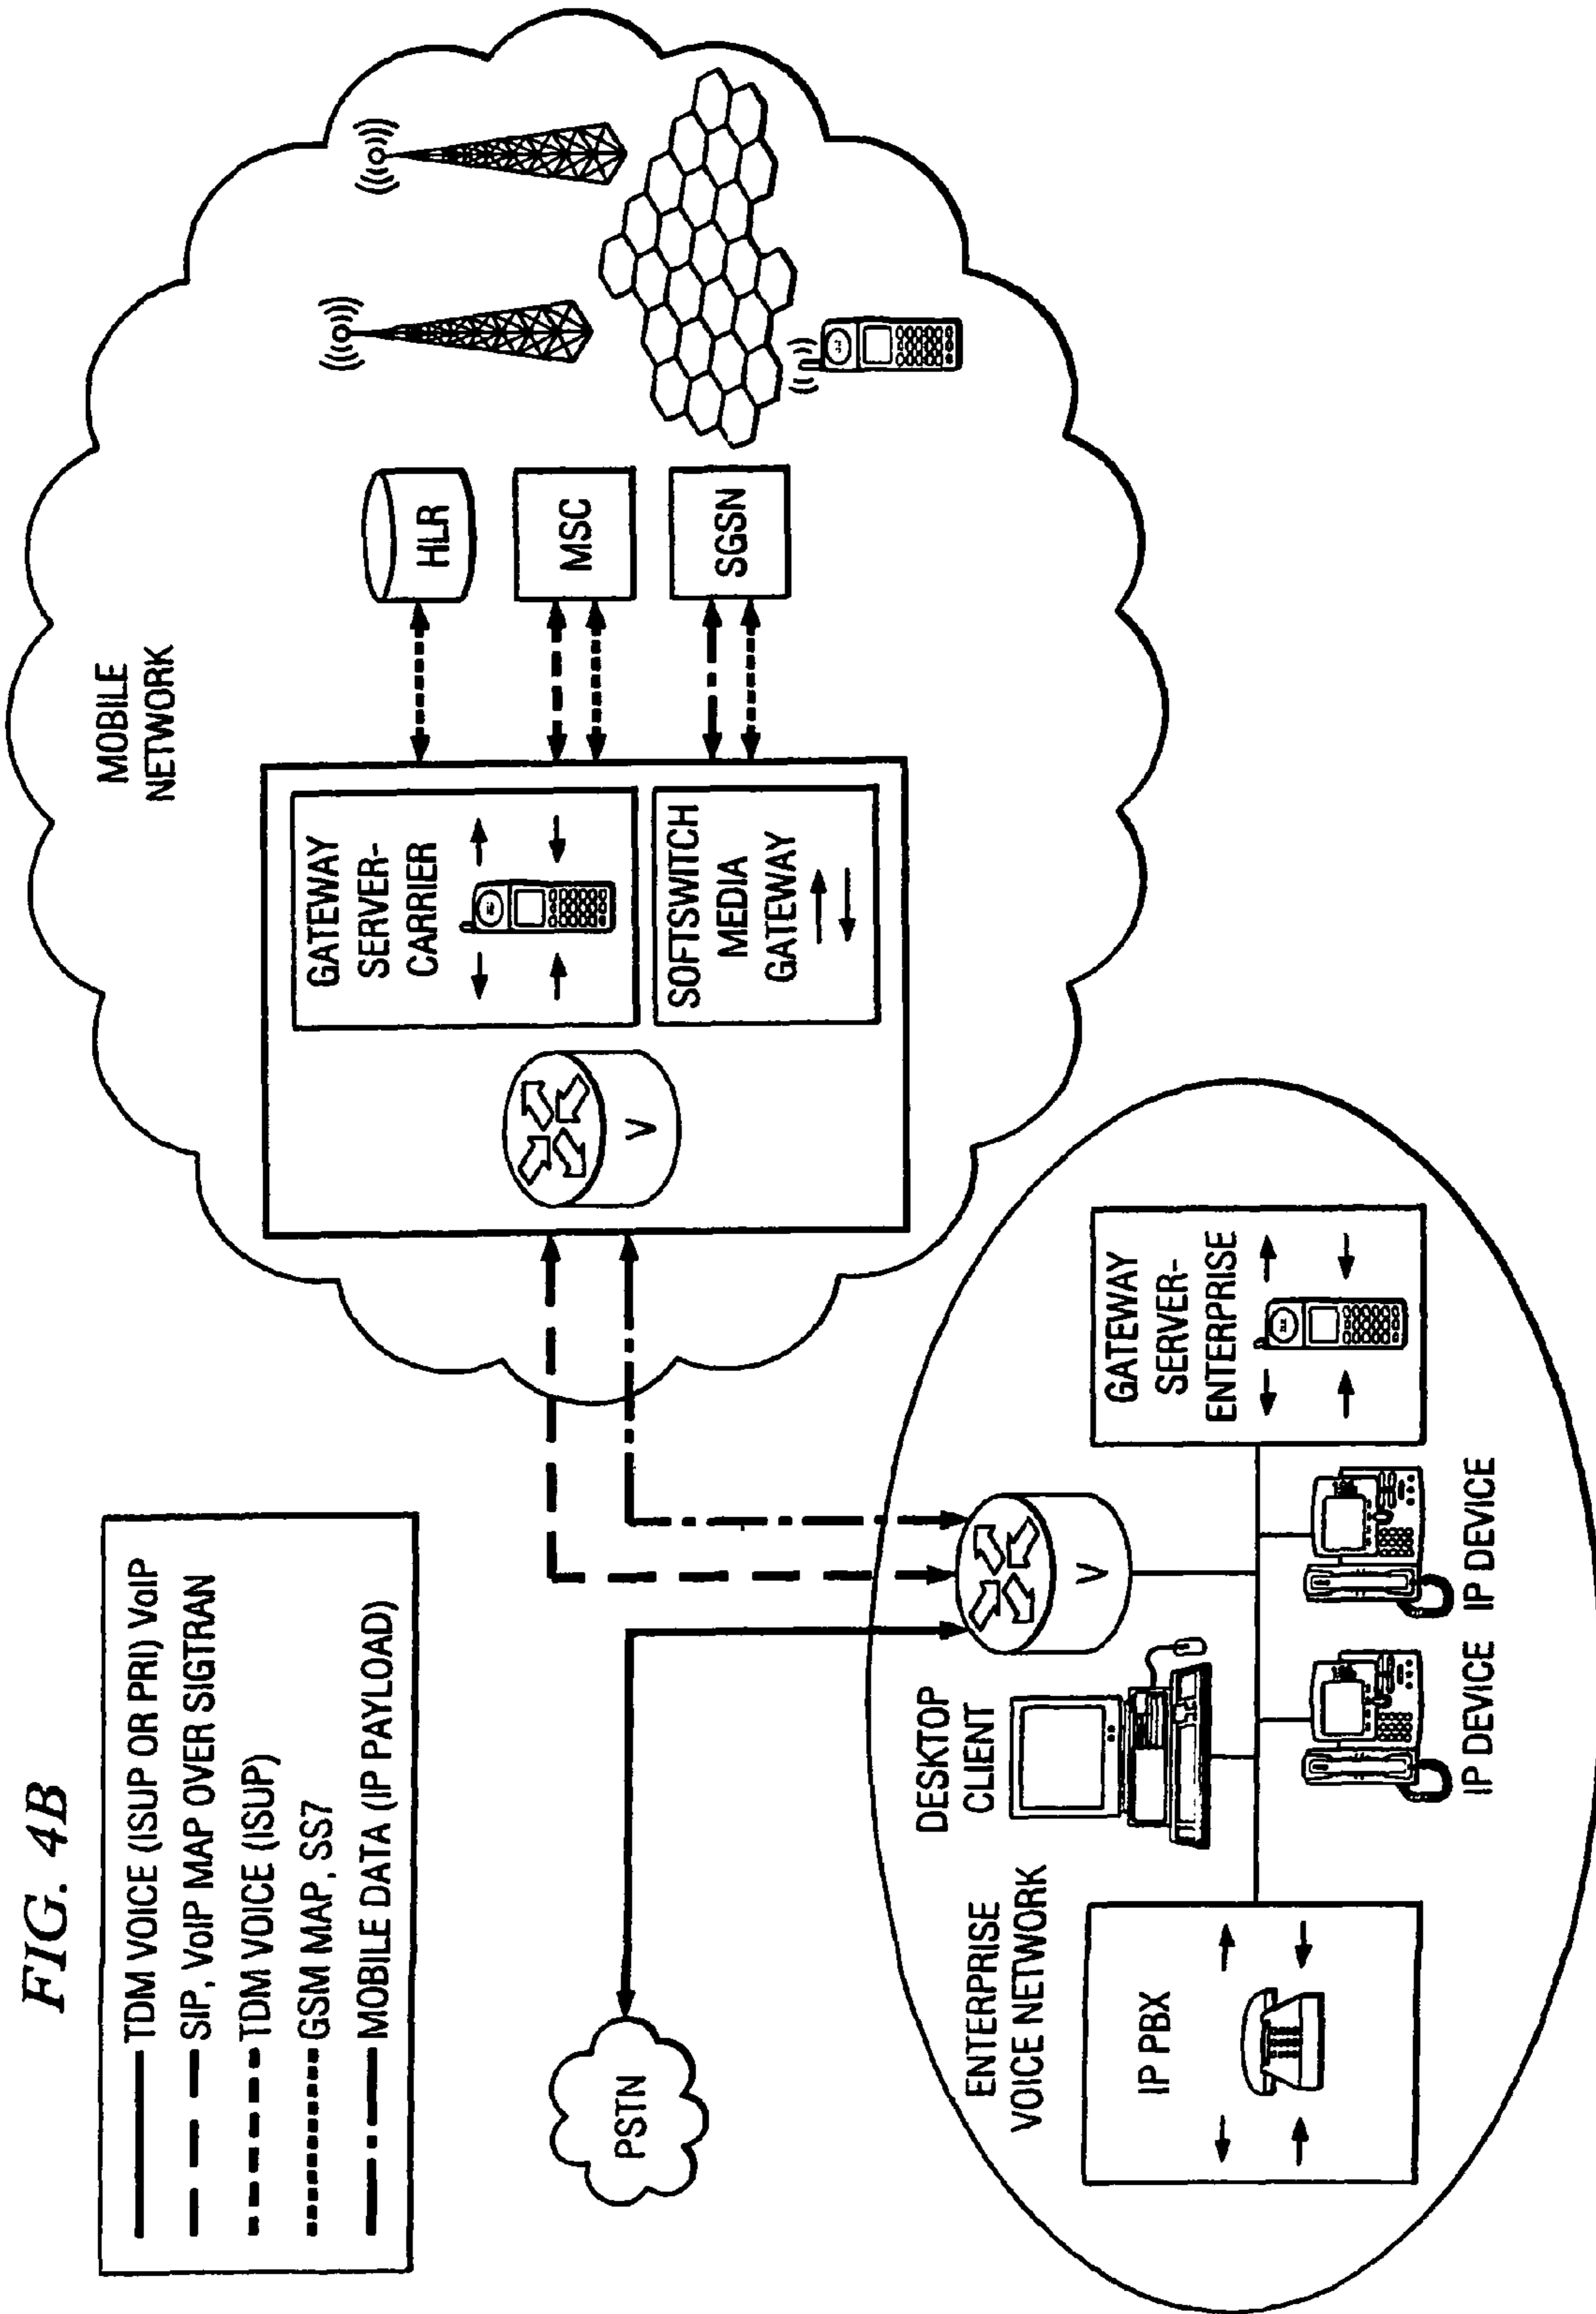 FIG. 4B
TDM VOICE (ISUP OR PRI) VoIP
SIP, VoIP MAP OVER SIGTRAN
TDM VOICE (ISUP)
GSM MAP, SS7
MOBILE DATA (IP PAYLOAD)
MOBILE
NETWORK
GATEWAY
SERVER-
CARRIER
SOFTSWITCH
MEDIA
GATEWAY
V
HLR
MSC
SGSN
PSTN
ENTERPRISE
VOICE NETWORK
DESKTOP
CLIENT
V
IP PBX
GATEWAY
SERVER-
ENTERPRISE
IP DEVICE
IP DEVICE